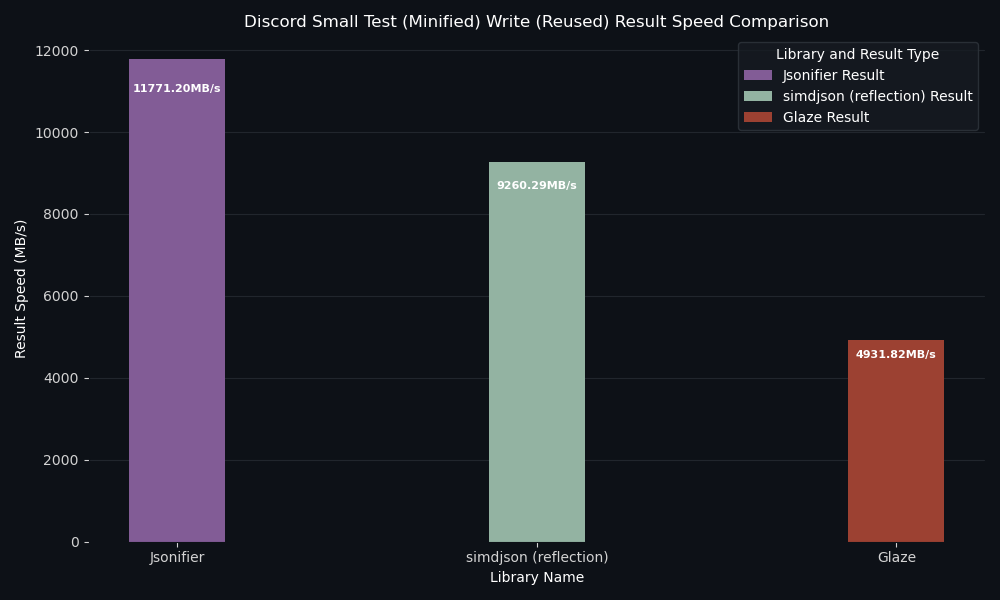 Discord Small Test (Minified) Write (Reused) Result Speed Comparison
Library and Result Type
Jsonifier Result
simdjson (reflection) Result
Glaze Result
Result Speed (MB/s)
12000
10000
8000
6000
4000
2000
0
11771.20MB/s
9260.29MB/s
4931.82MB/s
Jsonifier
simdjson (reflection)
Glaze
Library Name